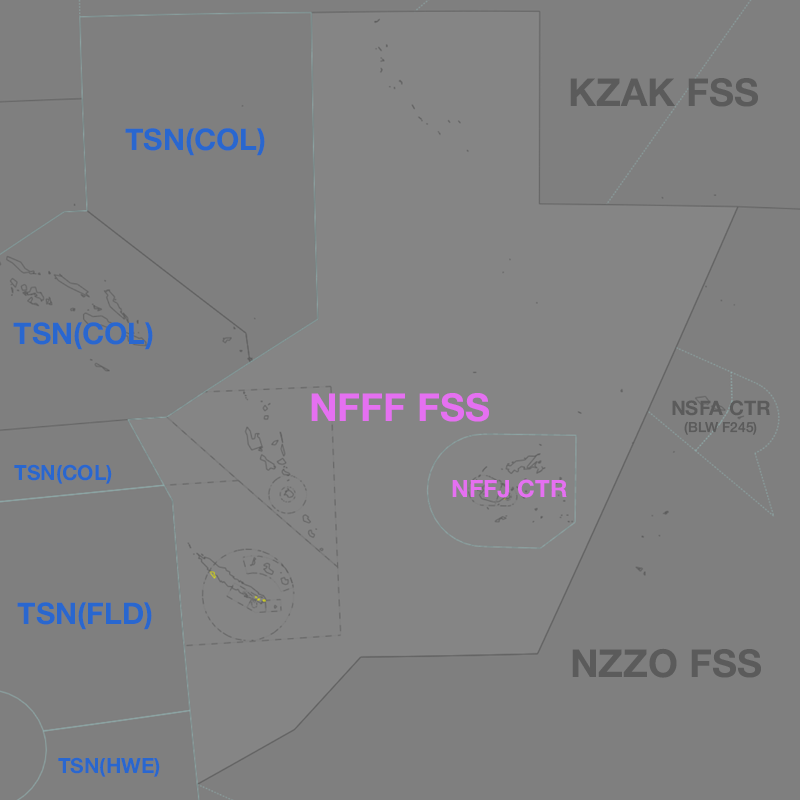 KZAK FSS
TSN(COL)
TSN(COL)
NFFF FSS
NSFA CTR
(BLW F245)
TSN(COL)
NFFJ CTR
TSN(FLD)
NZZO FSS
TSN(HWE)